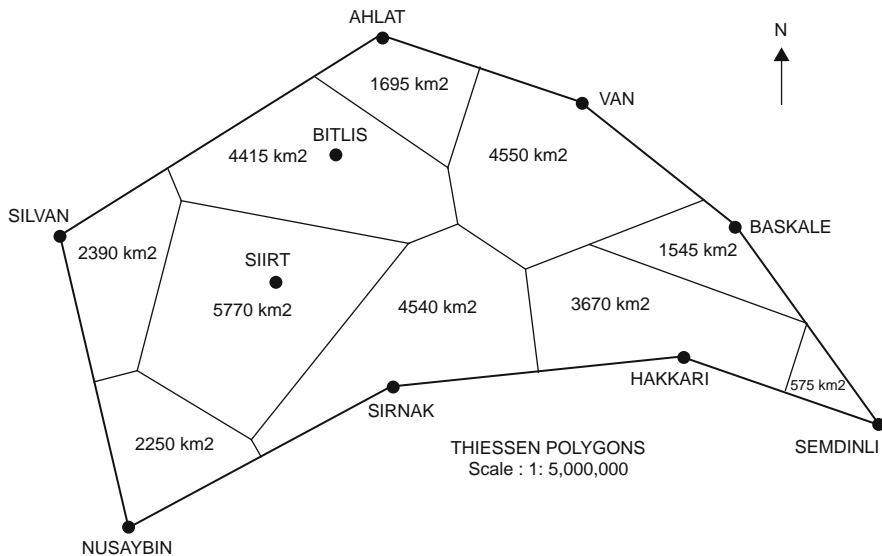 AHLAT
N
1695 km2
VAN
BITLIS
4415 km2
4550 km2
SILVAN
BASKALE
2390 km2
1545 km2
SIIRT
5770 km2
4540 km2
3670 km2
HAKKARI
575 km2
SIRNAK
2250 km2
THIESSEN POLYGONS
SEMDINLI
Scale : 1: 5,000,000
NUSAYBIN